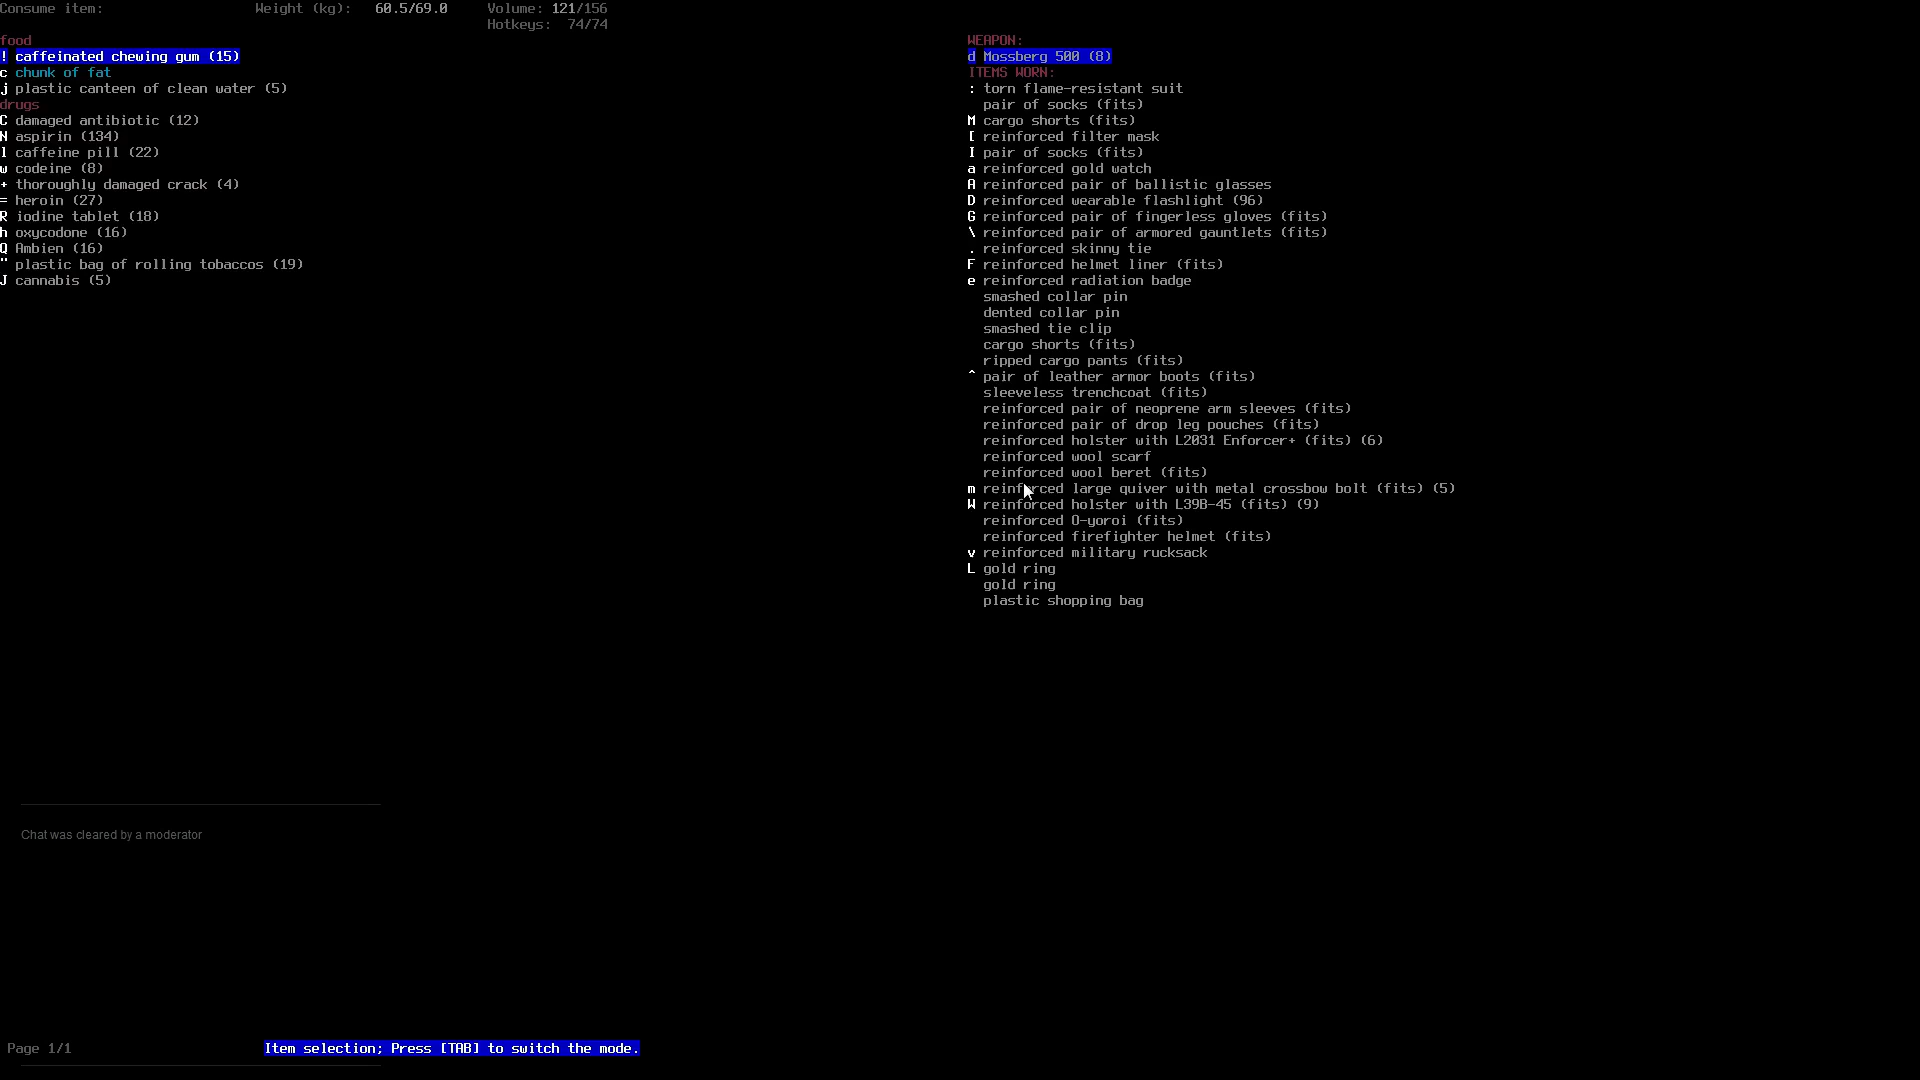 Consume item: Weight (kg): 60.5/69.0 Volume: 121/156
Hotkeys: 74/74
food
! caffeinated chewing gum (15)
c chunk of fat
j plastic canteen of clean water (5)
drugs
C damaged antibiotic (12)
N aspirin (134)
l caffeine pill (22)
w codeine (8)
+ thoroughly damaged crack (4)
= heroin (27)
R iodine tablet (18)
h oxycodone (16)
Q Ambien (16)
" plastic bag of rolling tobaccos (19)
J cannabis (5)
WEAPON:
d Mossberg 500 (8)
ITEMS WORN:
: torn flame-resistant suit
pair of socks (fits)
M cargo shorts (fits)
[ reinforced filter mask
I pair of socks (fits)
a reinforced gold watch
A reinforced pair of ballistic glasses
D reinforced wearable flashlight (96)
G reinforced pair of fingerless gloves (fits)
\ reinforced pair of armored gauntlets (fits)
. reinforced skinny tie
F reinforced helmet liner (fits)
e reinforced radiation badge
smashed collar pin
dented collar pin
smashed tie clip
cargo shorts (fits)
ripped cargo pants (fits)
^ pair of leather armor boots (fits)
sleeveless trenchcoat (fits)
reinforced pair of neoprene arm sleeves (fits)
reinforced pair of drop leg pouches (fits)
reinforced holster with L2031 Enforcer+ (fits) (6)
reinforced wool scarf
reinforced wool beret (fits)
m reinforced large quiver with metal crossbow bolt (fits) (5)
W reinforced holster with L39B-45 (fits) (9)
reinforced O-yoroi (fits)
reinforced firefighter helmet (fits)
v reinforced military rucksack
L gold ring
gold ring
plastic shopping bag
Chat was cleared by a moderator
Page 1/1 Item selection; Press [TAB] to switch the mode.